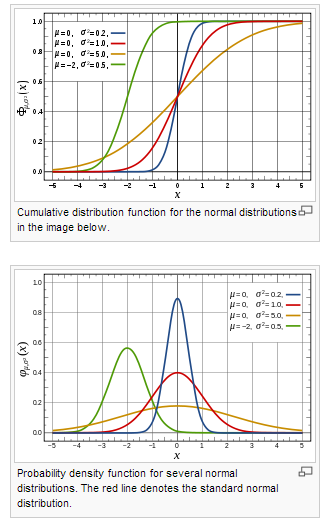 Φμ,σ²(x)
1.0
0.8
0.6
0.4
0.2
0.0
μ=0, σ²=0.2,
μ=0, σ²=1.0,
μ=0, σ²=5.0,
μ=−2, σ²=0.5,
−5 −4 −3 −2 −1 0 1 2 3 4 5
x
Cumulative distribution function for the normal distributions
in the image below.
φμ,σ²(x)
1.0
0.8
0.6
0.4
0.2
0.0
μ=0, σ²=0.2,
μ=0, σ²=1.0,
μ=0, σ²=5.0,
μ=−2, σ²=0.5,
−5 −4 −3 −2 −1 0 1 2 3 4 5
x
Probability density function for several normal
distributions. The red line denotes the standard normal
distribution.